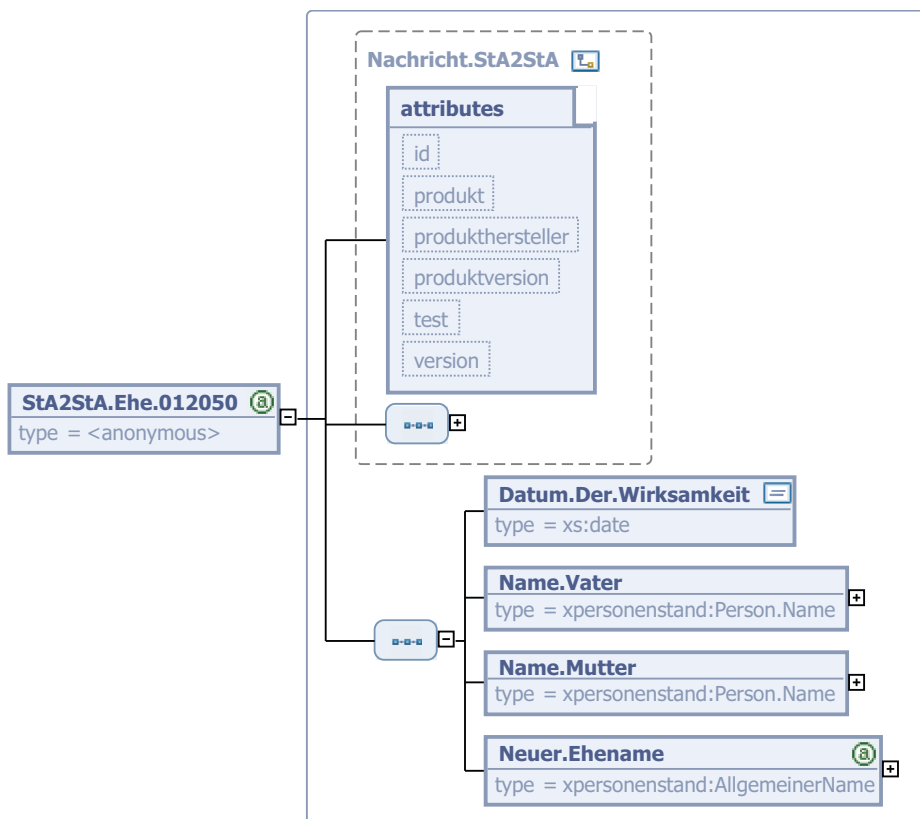 Nachricht.StA2StA
attributes
id
produkt
produkthersteller
produktversion
test
version
StA2StA.Ehe.012050 a
type = <anonymous>
Datum.Der.Wirksamkeit
type = xs:date
Name.Vater
type = xpersonenstand:Person.Name
Name.Mutter
type = xpersonenstand:Person.Name
Neuer.Ehename a
type = xpersonenstand:AllgemeinerName